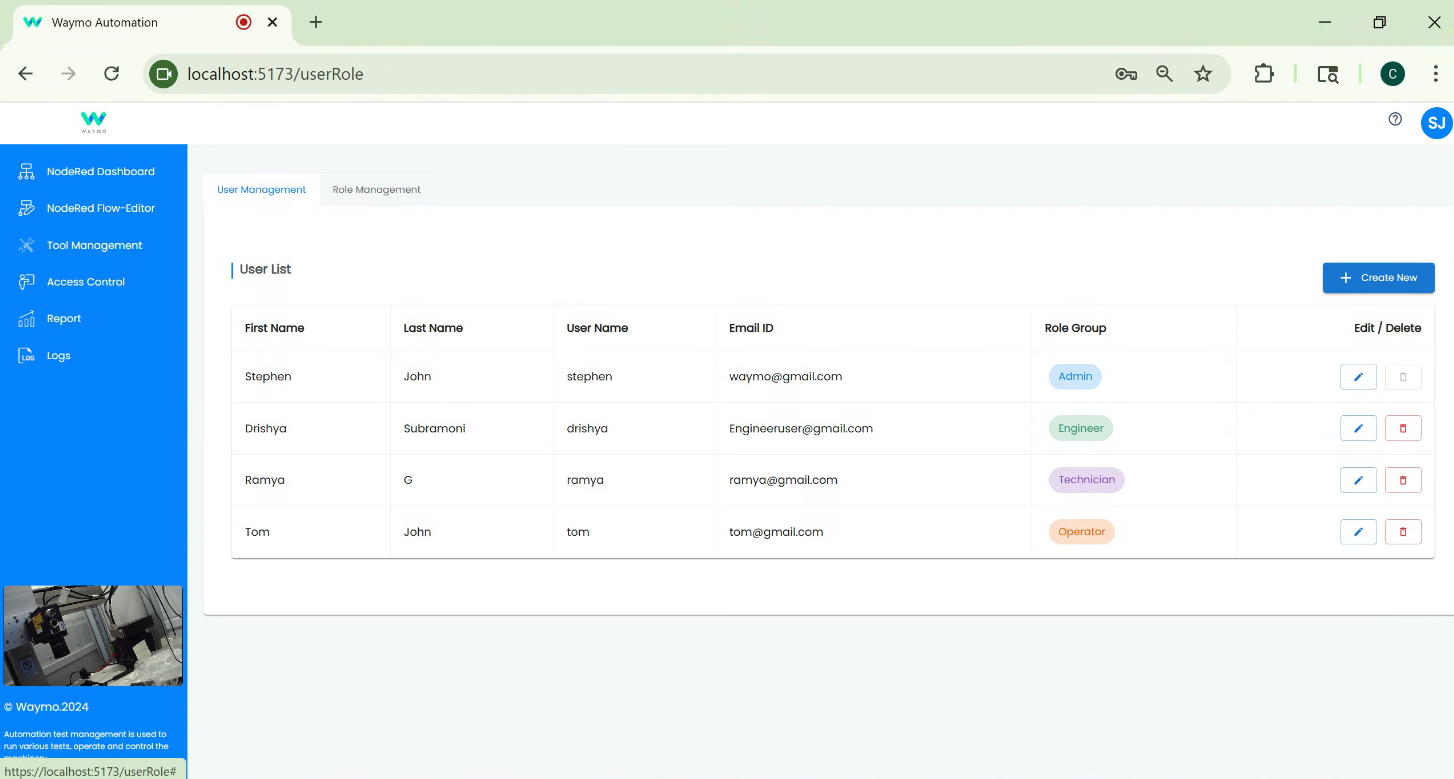 Waymo Automation
localhost:5173/userRole
C
WAYMO
SJ
NodeRed Dashboard
NodeRed Flow-Editor
Tool Management
Access Control
Report
LOG Logs
© Waymo.2024
Automation test management is used to
run various tests, operate and control the
machinery
https://localhost:5173/userRole#
User Management Role Management
User List
Create New
First Name Last Name User Name Email ID Role Group Edit / Delete
Stephen John stephen waymo@gmail.com Admin
Drishya Subramoni drishya Engineeruser@gmail.com Engineer
Ramya G ramya ramya@gmail.com Technician
Tom John tom tom@gmail.com Operator